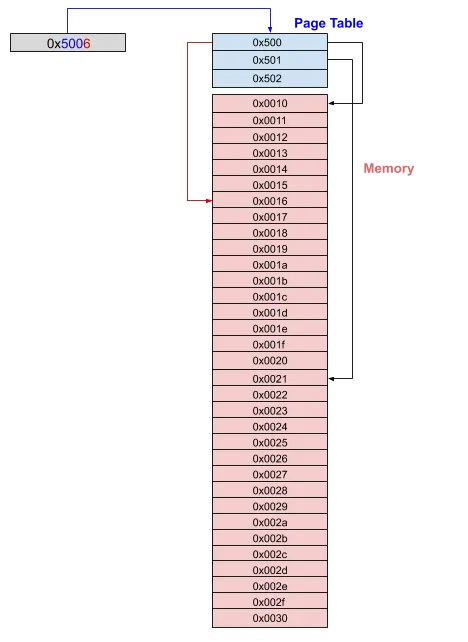 Page Table
0x5006
0x500
0x501
0x502
0x0010
0x0011
0x0012
0x0013
0x0014
0x0015
0x0016
0x0017
0x0018
0x0019
0x001a
0x001b
0x001c
0x001d
0x001e
0x001f
0x0020
0x0021
0x0022
0x0023
0x0024
0x0025
0x0026
0x0027
0x0028
0x0029
0x002a
0x002b
0x002c
0x002d
0x002e
0x002f
0x0030
Memory